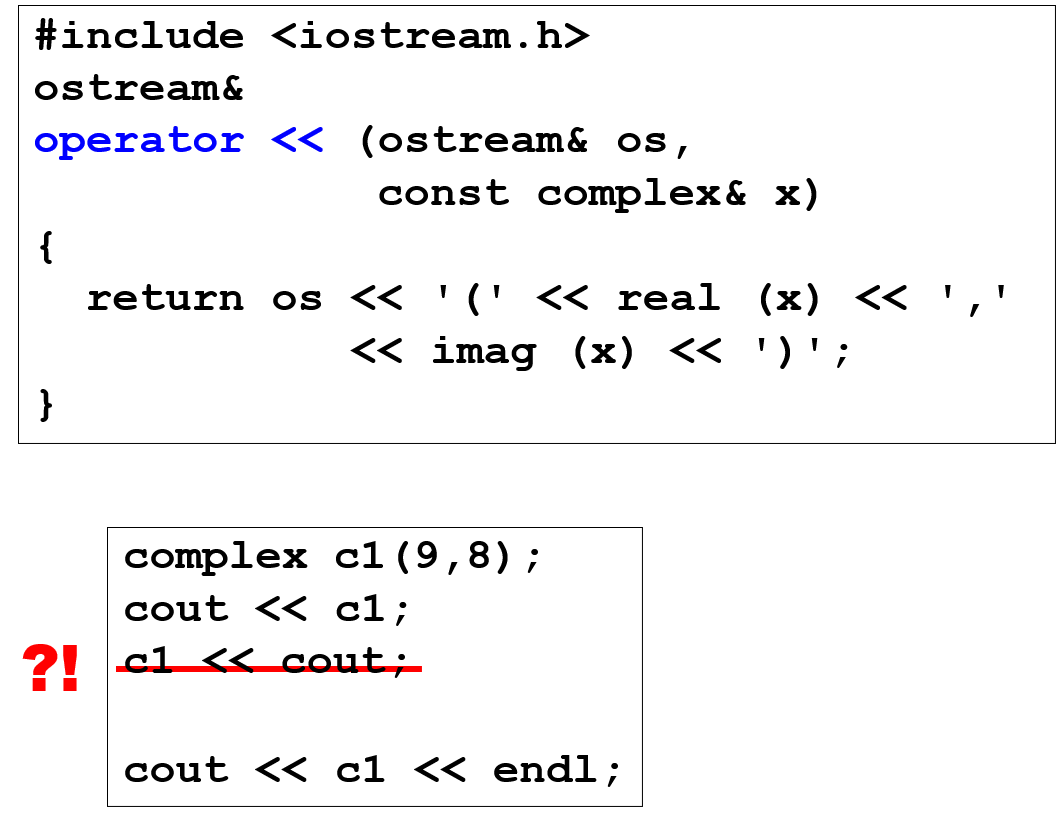 #include <iostream.h>
ostream&
operator << (ostream& os,
             const complex& x)
{
  return os << '(' << real (x) << ','
            << imag (x) << ')';
}
complex c1(9,8);
cout << c1;
?! c1 << cout;
cout << c1 << endl;